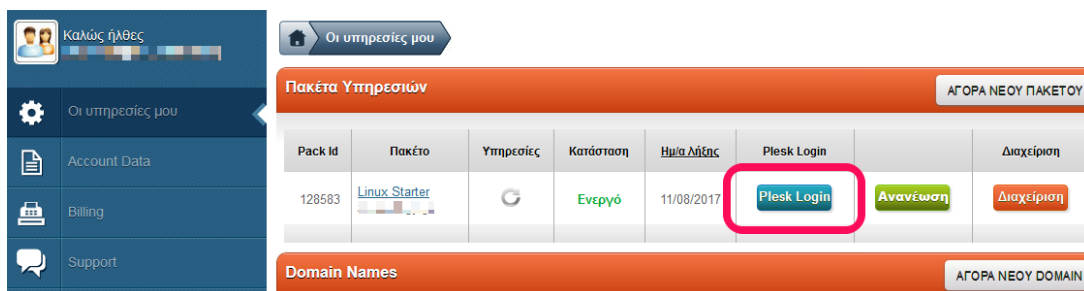 Καλώς ήλθες
Οι υπηρεσίες μου
Account Data
Billing
Support
Οι υπηρεσίες μου
Πακέτα Υπηρεσιών
ΑΓΟΡΑ ΝΕΟΥ ΠΑΚΕΤΟΥ
Pack Id Πακέτο Υπηρεσίες Κατάσταση Ημ/α Λήξης Plesk Login Διαχείριση
128583 Linux Starter Ενεργό 11/08/2017 Plesk Login Ανανέωση Διαχείριση
Domain Names
ΑΓΟΡΑ ΝΕΟΥ DOMAIN